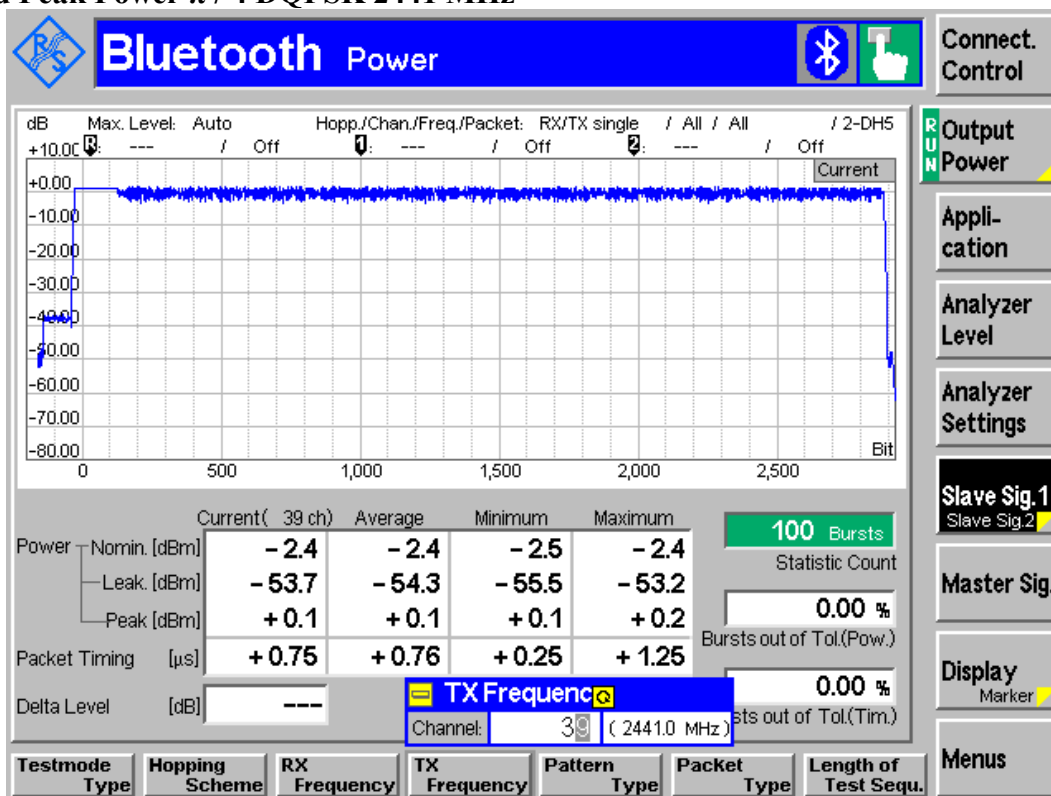 d Peak Power π / 4 DQPSK 2441 MHz
R S
Bluetooth Power
Connect.
Control
dB Max. Level: Auto Hopp./Chan./Freq./Packet: RX/TX single / All / All / 2-DH5
R: --- / Off 1: --- / Off 2: --- / Off
Current
+10.00
+0.00
-10.00
-20.00
-30.00
-40.00
-50.00
-60.00
-70.00
-80.00
Bit
0 500 1,000 1,500 2,000 2,500
RUN
Output
Power
Appli-
cation
Analyzer
Level
Analyzer
Settings
Slave Sig.1
Slave Sig.2
Master Sig.
Display
Marker
Menus
Current( 39 ch) Average Minimum Maximum
Power Nomin. [dBm] - 2.4 - 2.4 - 2.5 - 2.4
Leak. [dBm] - 53.7 - 54.3 - 55.5 - 53.2
Peak [dBm] + 0.1 + 0.1 + 0.1 + 0.2
Packet Timing [µs] + 0.75 + 0.76 + 0.25 + 1.25
Delta Level [dB] ---
100 Bursts
Statistic Count
0.00 %
Bursts out of Tol.(Pow.)
0.00 %
sts out of Tol.(Tim.)
TX Frequenc
Channel: 39 ( 2441.0 MHz )
Testmode
Type
Hopping
Scheme
RX
Frequency
TX
Frequency
Pattern
Type
Packet
Type
Length of
Test Sequ.